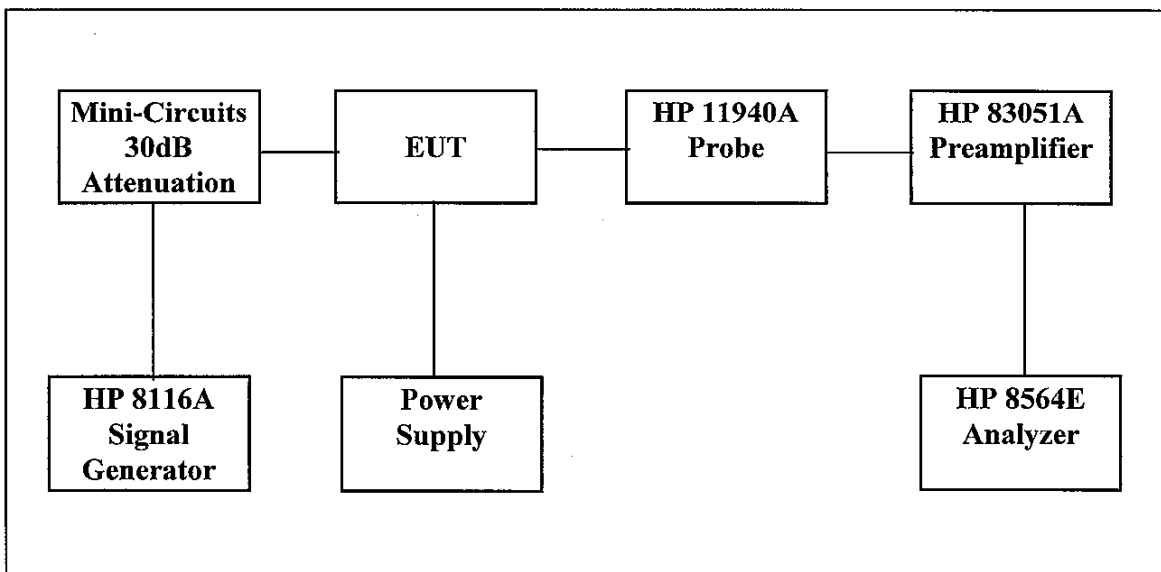 Mini-Circuits
30dB
Attenuation
EUT
HP 11940A
Probe
HP 83051A
Preamplifier
HP 8116A
Signal
Generator
Power
Supply
HP 8564E
Analyzer